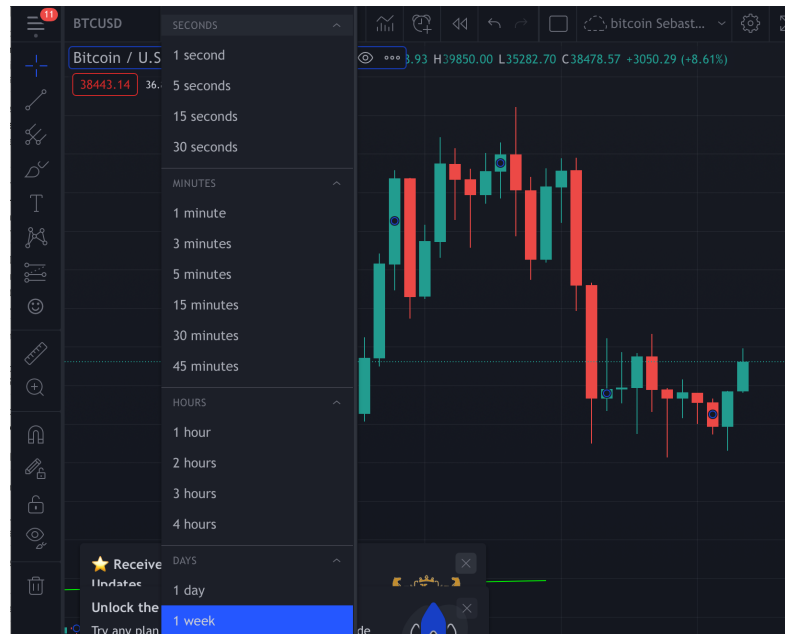 11
BTCUSD
bitcoin Sebast...
Bitcoin / U.S
.93 H39850.00 L35282.70 C38478.57 +3050.29 (+8.61%)
38443.14
36.
SECONDS
1 second
5 seconds
15 seconds
30 seconds
MINUTES
1 minute
3 minutes
5 minutes
15 minutes
30 minutes
45 minutes
HOURS
1 hour
2 hours
3 hours
4 hours
DAYS
1 day
1 week
Receive
Updates
Unlock the
Try any plan
de